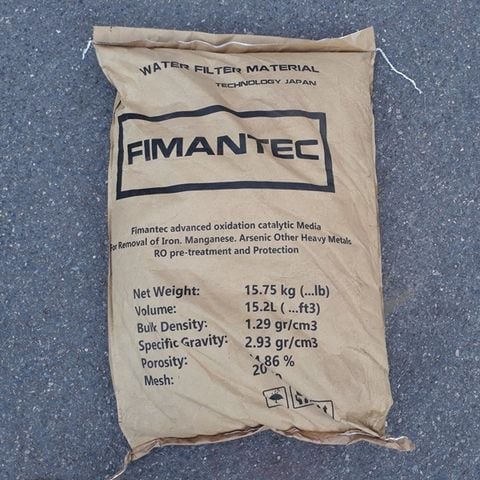 WATER FILTER MATERIAL
TECHNOLOGY JAPAN
FIMANTEC
Fimantec advanced oxidation catalytic Media
For Removal of Iron. Manganese. Arsenic Other Heavy Metals
RO pre-treatment and Protection
Net Weight: 15.75 kg (...lb)
Volume: 15.2L (...ft3)
Bulk Density: 1.29 gr/cm3
Specific Gravity: 2.93 gr/cm3
Porosity: %
Mesh: